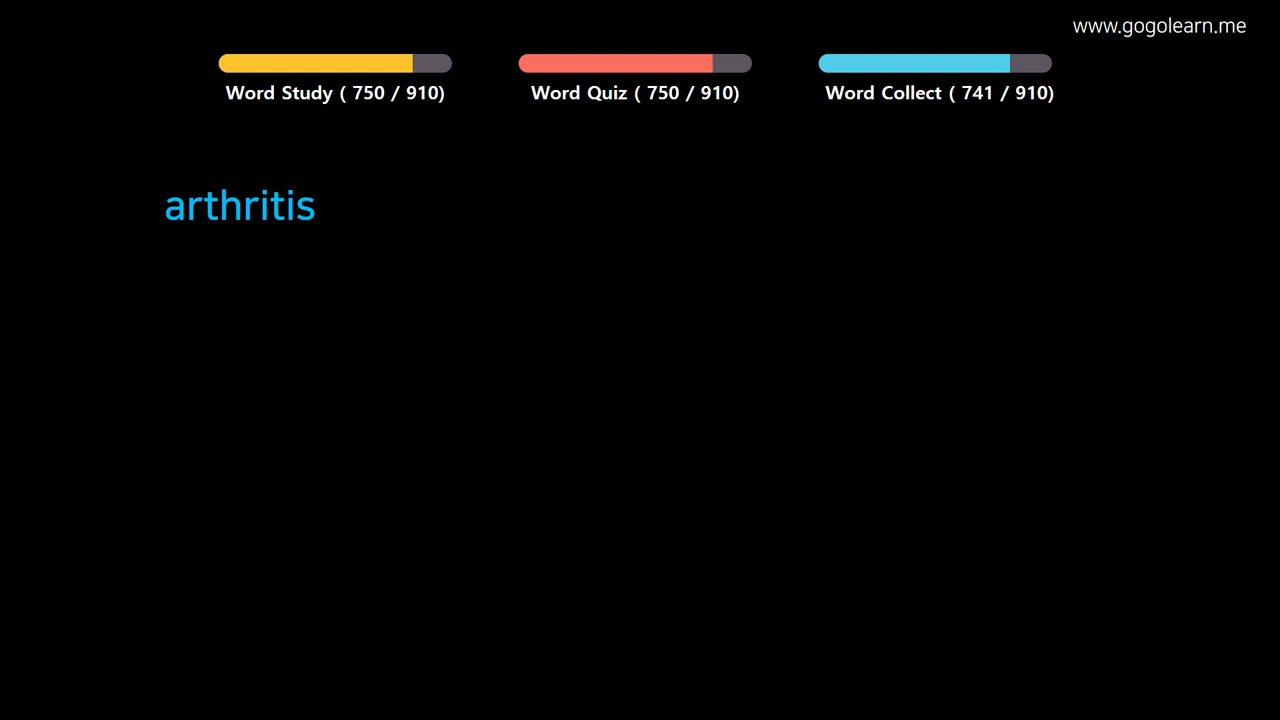 www.gogolearn.me
Word Study ( 750 / 910)
Word Quiz ( 750 / 910)
Word Collect ( 741 / 910)
arthritis